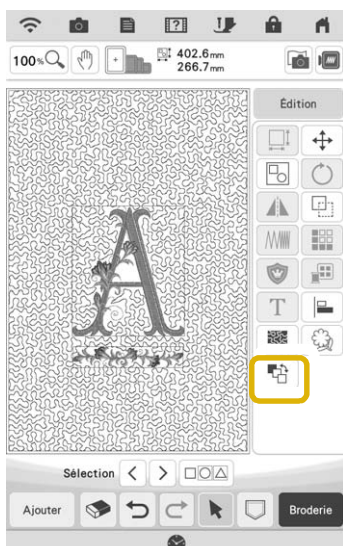 100%
402.6mm
266.7mm
Édition
T
A
Sélection
Ajouter
Broderie